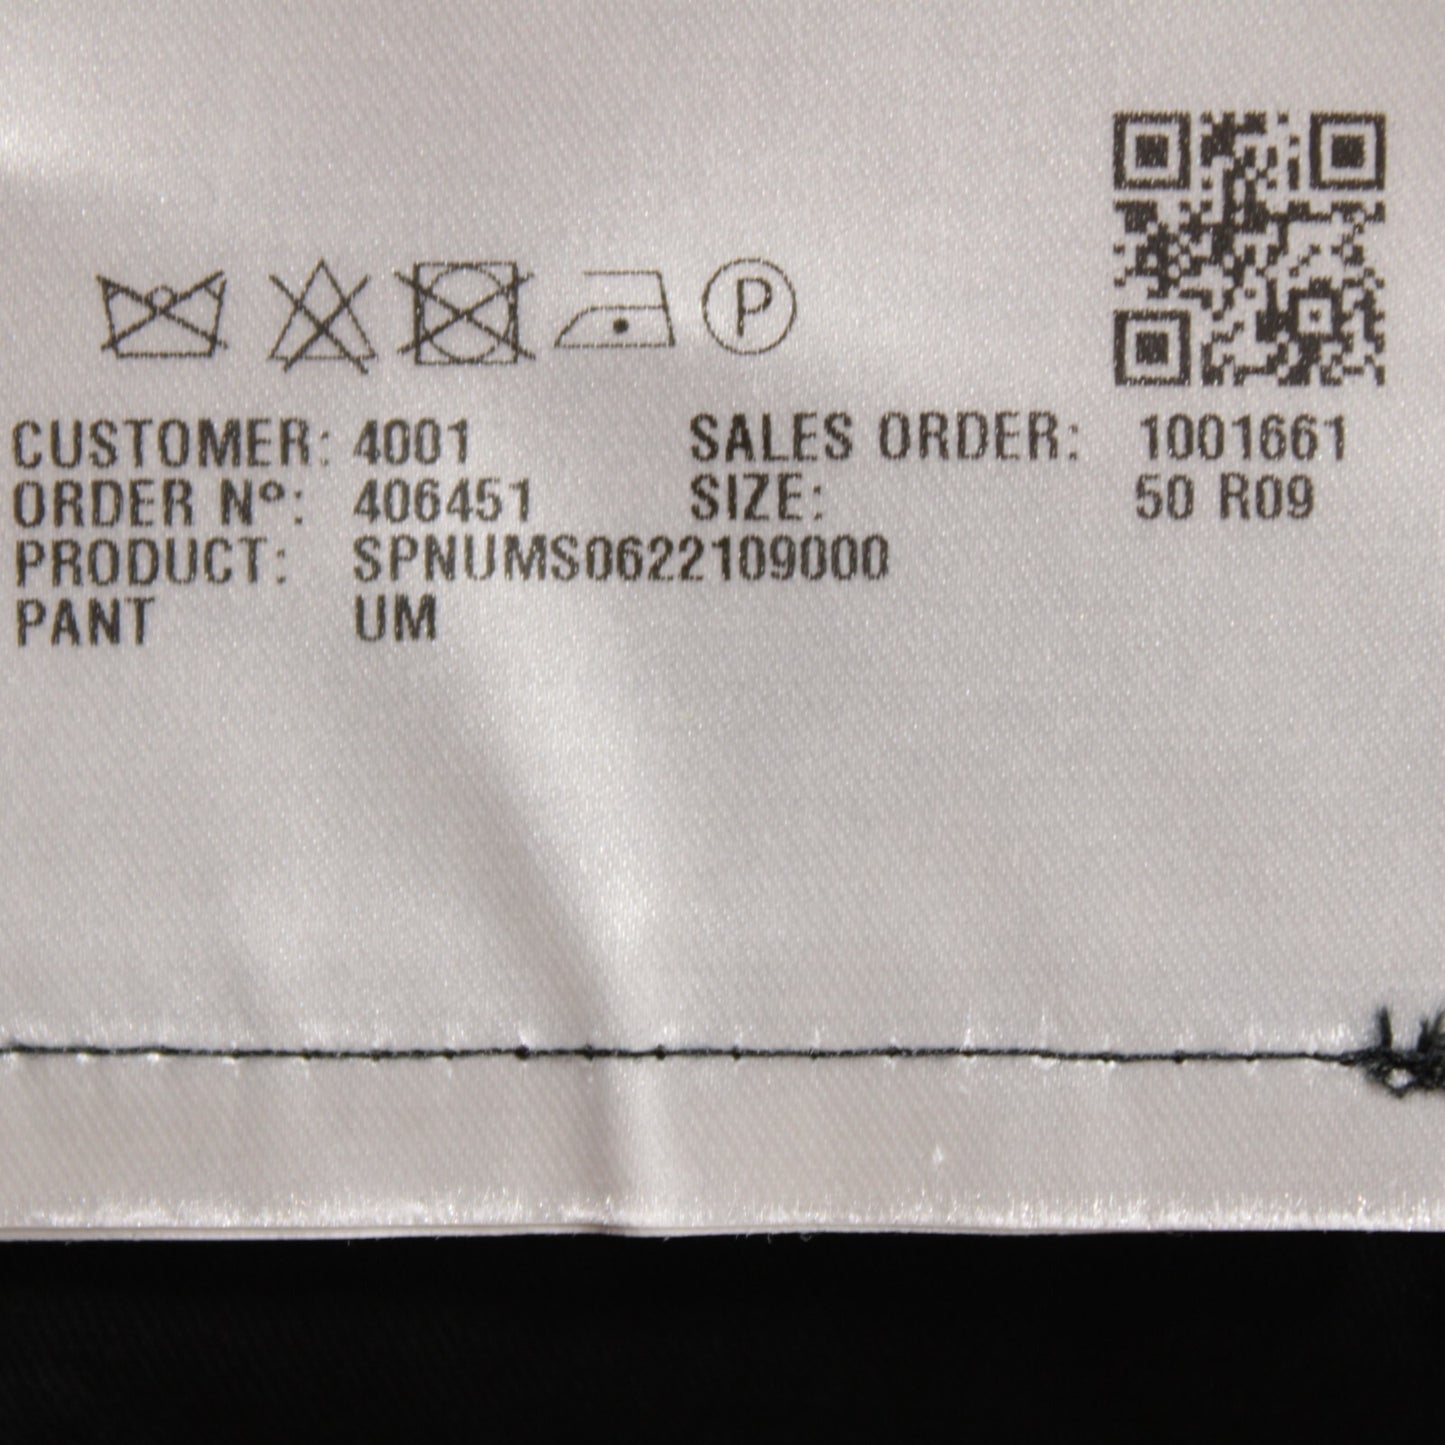 P
CUSTOMER: 4001 SALES ORDER: 1001661
ORDER Nº: 406451 SIZE: 50 R09
PRODUCT: SPNUMS0622109000
PANT UM